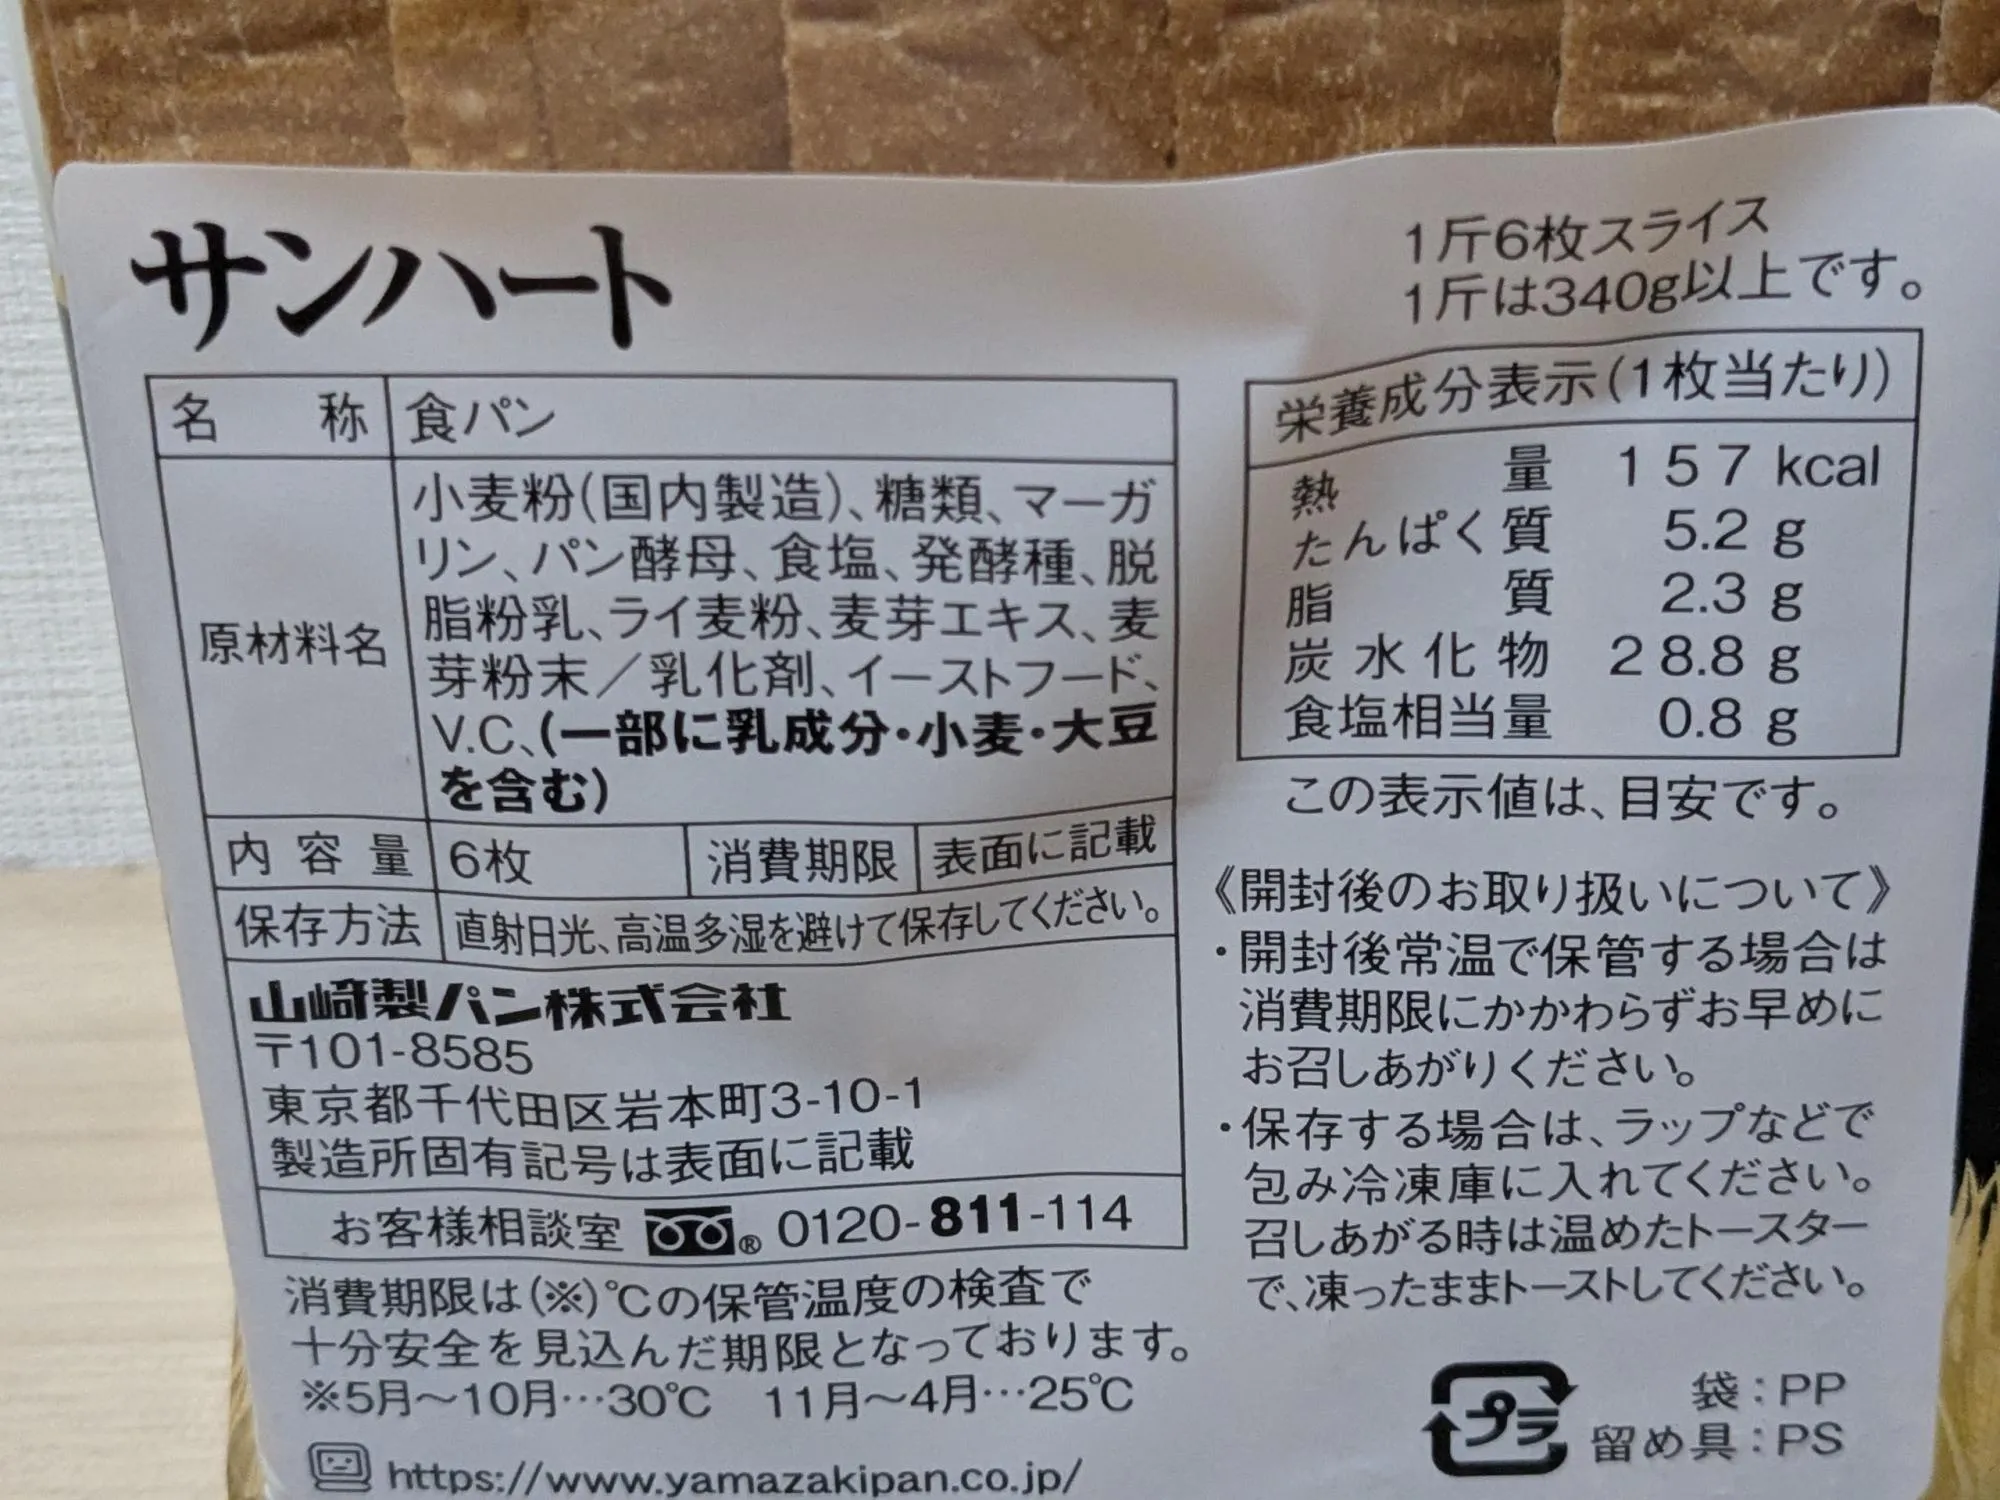 サンハート
1斤6枚スライス
1斤は340g以上です。
名称 食パン
原材料名
小麦粉(国内製造)、糖類、マーガ
リン、パン酵母、食塩、発酵種、脱
脂粉乳、ライ麦粉、麦芽エキス、麦
芽粉末／乳化剤、イーストフード、
V.C、(一部に乳成分・小麦・大豆
を含む)
内容量 6枚 消費期限 表面に記載
保存方法 直射日光、高温多湿を避けて保存してください。
山崎製パン株式会社
〒101-8585
東京都千代田区岩本町3-10-1
製造所固有記号は表面に記載
お客様相談室 ® 0120-811-114
消費期限は(※)℃の保管温度の検査で
十分安全を見込んだ期限となっております。
※5月～10月…30℃ 11月～4月…25℃
https://www.yamazakipan.co.jp/
栄養成分表示(1枚当たり)
熱量 157 kcal
たんぱく質 5.2 g
脂質 2.3 g
炭水化物 28.8 g
食塩相当量 0.8 g
この表示値は、目安です。
《開封後のお取り扱いについて》
・開封後常温で保管する場合は
消費期限にかかわらずお早めに
お召しあがりください。
・保存する場合は、ラップなどで
包み冷凍庫に入れてください。
召しあがる時は温めたトースター
で、凍ったままトーストしてください。
プラ
袋：PP
留め具：PS